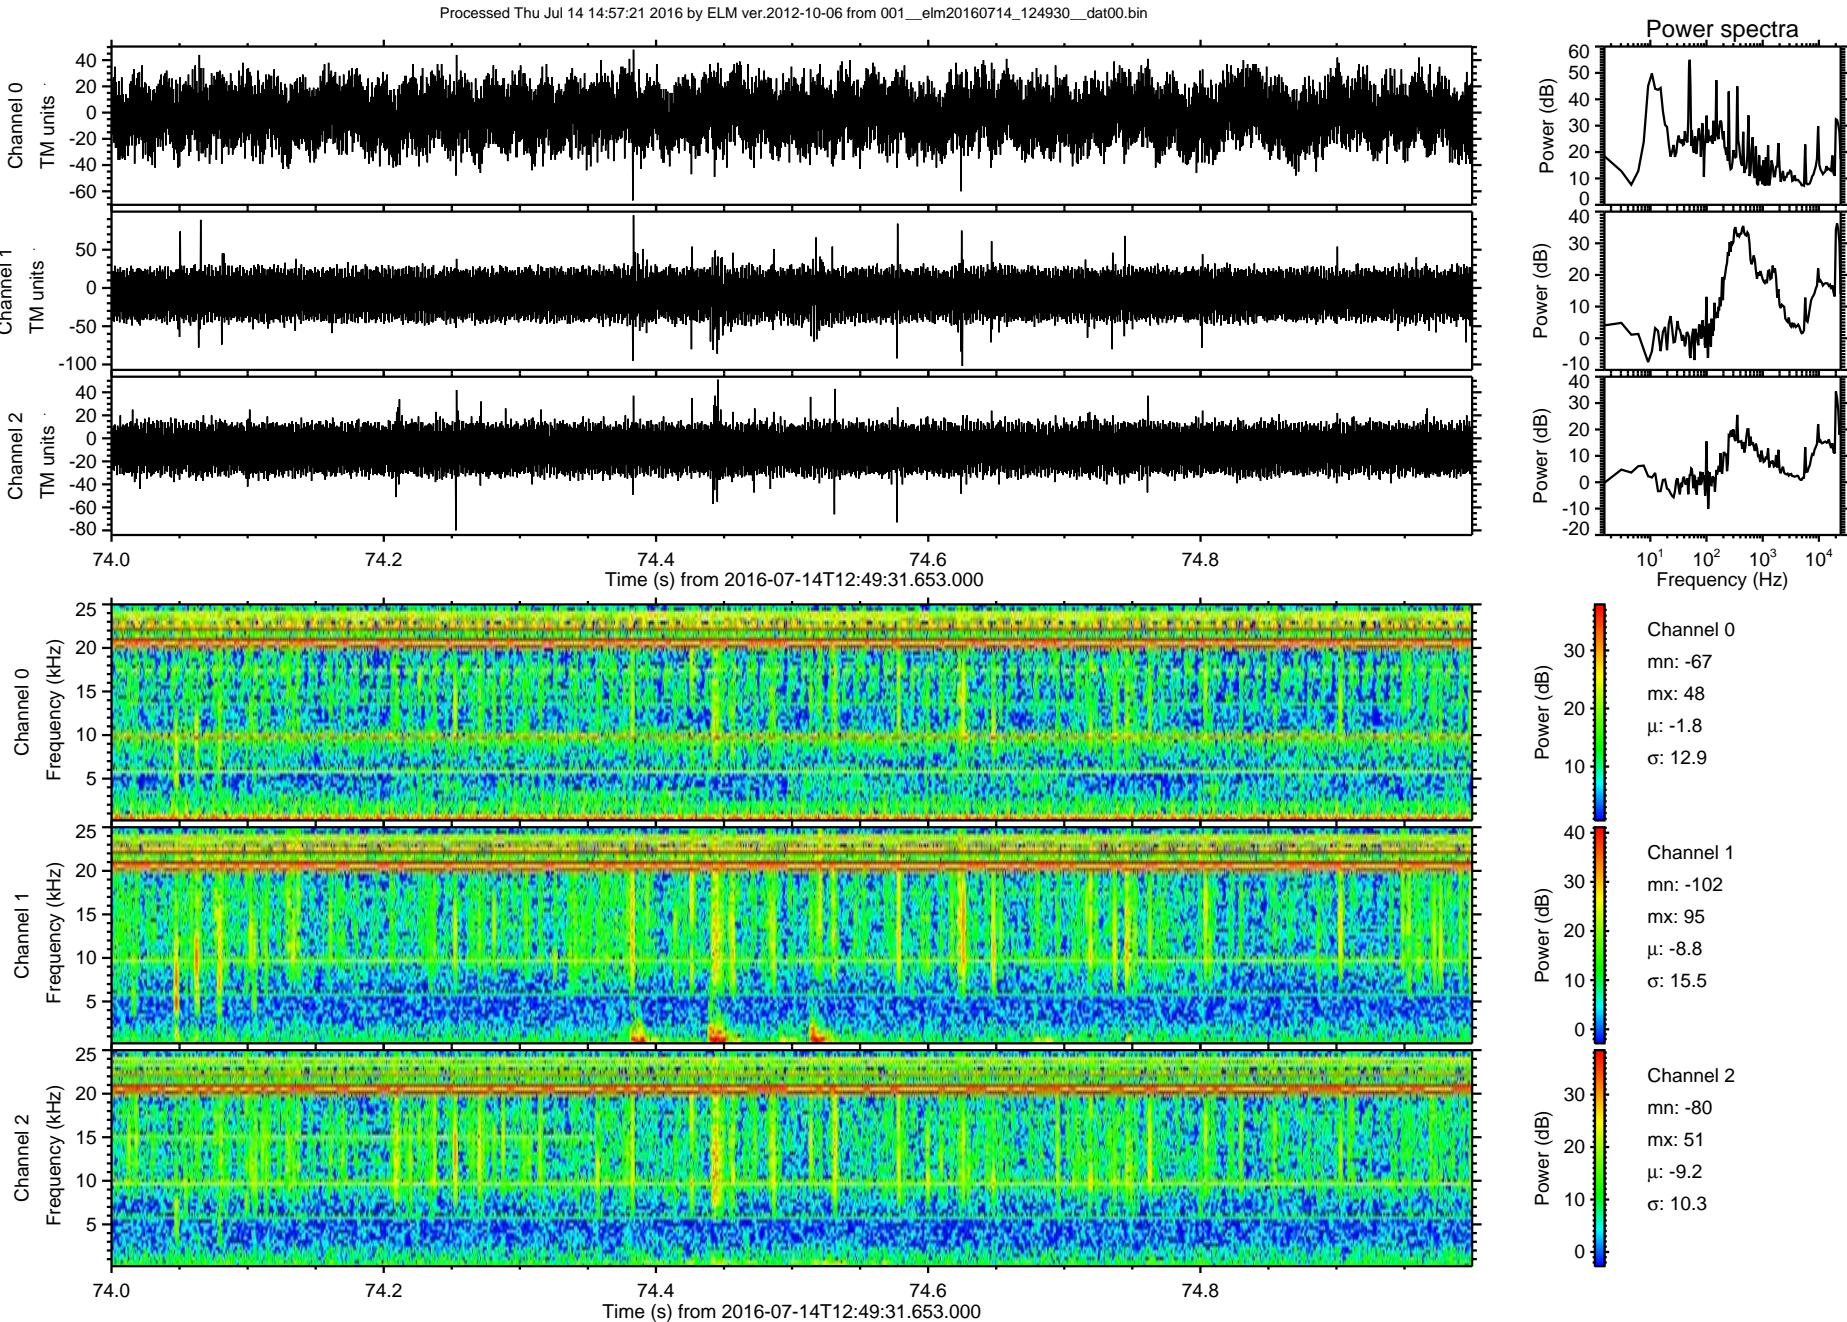 Processed Thu Jul 14 14:57:21 2016 by ELM ver.2012-10-06 from 001__elm20160714_124930__dat00.bin
Power spectra
Channel 0
TM units
40
20
0
-20
-40
-60
Power (dB)
60
50
40
30
20
10
0
Channel 1
TM units
50
0
-50
-100
Power (dB)
40
30
20
10
0
-10
Channel 2
TM units
40
20
0
-20
-40
-60
-80
Power (dB)
40
30
20
10
0
-10
-20
74.0 74.2 74.4 74.6 74.8
Time (s) from 2016-07-14T12:49:31.653.000
10^1 10^2 10^3 10^4
Frequency (Hz)
Channel 0
Frequency (kHz)
25
20
15
10
5
Power (dB)
30
20
10
Channel 0
mn: -67
mx: 48
μ: -1.8
σ: 12.9
Channel 1
Frequency (kHz)
25
20
15
10
5
Power (dB)
40
30
20
10
0
Channel 1
mn: -102
mx: 95
μ: -8.8
σ: 15.5
Channel 2
Frequency (kHz)
25
20
15
10
5
Power (dB)
30
20
10
0
Channel 2
mn: -80
mx: 51
μ: -9.2
σ: 10.3
74.0 74.2 74.4 74.6 74.8
Time (s) from 2016-07-14T12:49:31.653.000